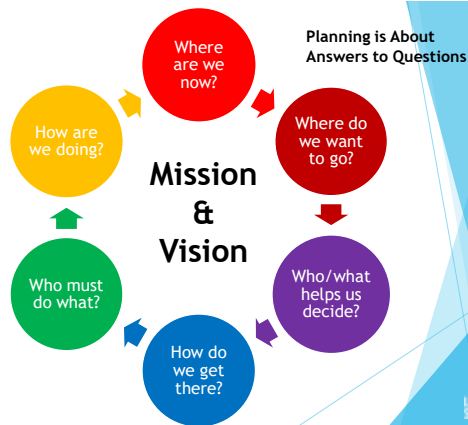 Planning is About
Answers to Questions
Where
are we
now?
Where do
we want
to go?
Who/what
helps us
decide?
How do
we get
there?
Who must
do what?
How are
we doing?
Mission
&
Vision